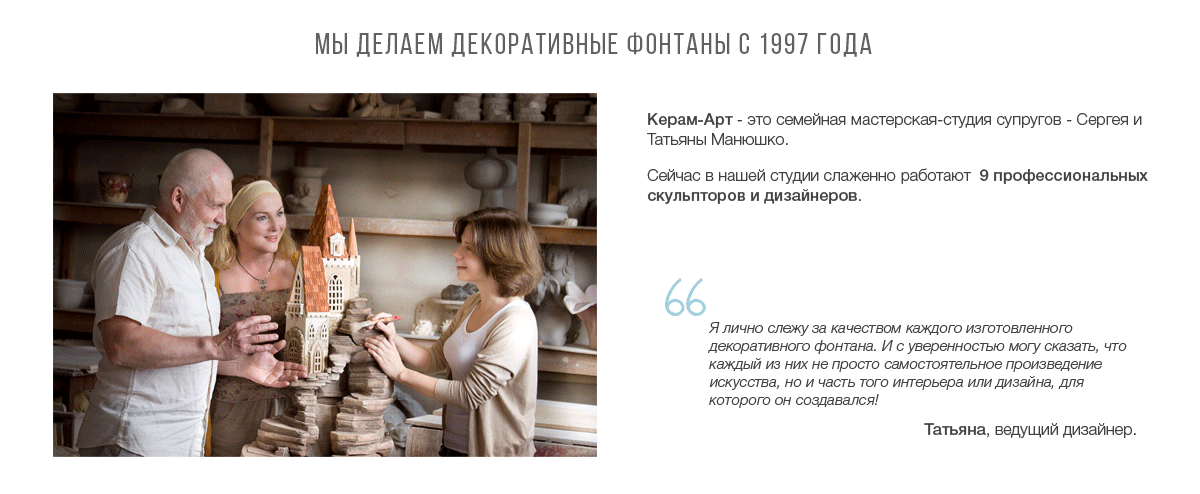 МЫ ДЕЛАЕМ ДЕКОРАТИВНЫЕ ФОНТАНЫ С 1997 ГОДА
Керам-Арт - это семейная мастерская-студия супругов - Сергея и
Татьяны Манюшко.
Сейчас в нашей студии слаженно работают 9 профессиональных
скульпторов и дизайнеров.
“
Я лично слежу за качеством каждого изготовленного
декоративного фонтана. И с уверенностью могу сказать, что
каждый из них не просто самостоятельное произведение
искусства, но и часть того интерьера или дизайна, для
которого он создавался!
Татьяна, ведущий дизайнер.